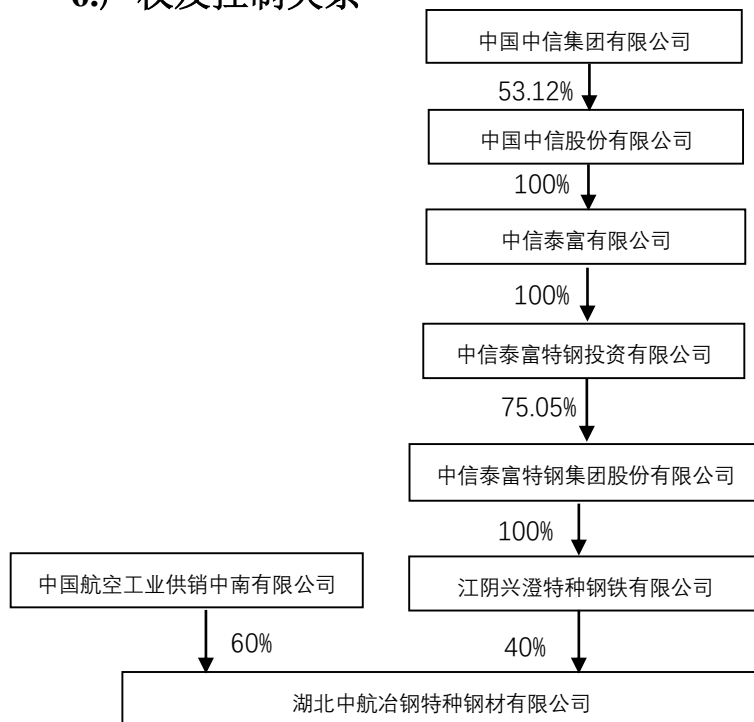 中国中信集团有限公司
53.12%
中国中信股份有限公司
100%
中信泰富有限公司
100%
中信泰富特钢投资有限公司
75.05%
中信泰富特钢集团股份有限公司
100%
中国航空工业供销中南有限公司
江阴兴澄特种钢铁有限公司
60%
40%
湖北中航冶钢特种钢材有限公司